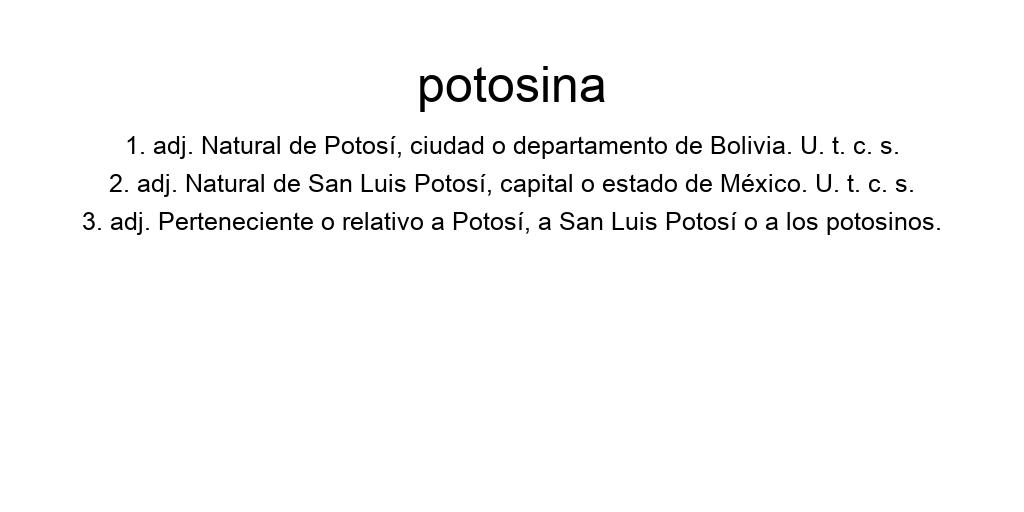 potosina
1. adj. Natural de Potosí, ciudad o departamento de Bolivia. U. t. c. s.
2. adj. Natural de San Luis Potosí, capital o estado de México. U. t. c. s.
3. adj. Perteneciente o relativo a Potosí, a San Luis Potosí o a los potosinos.